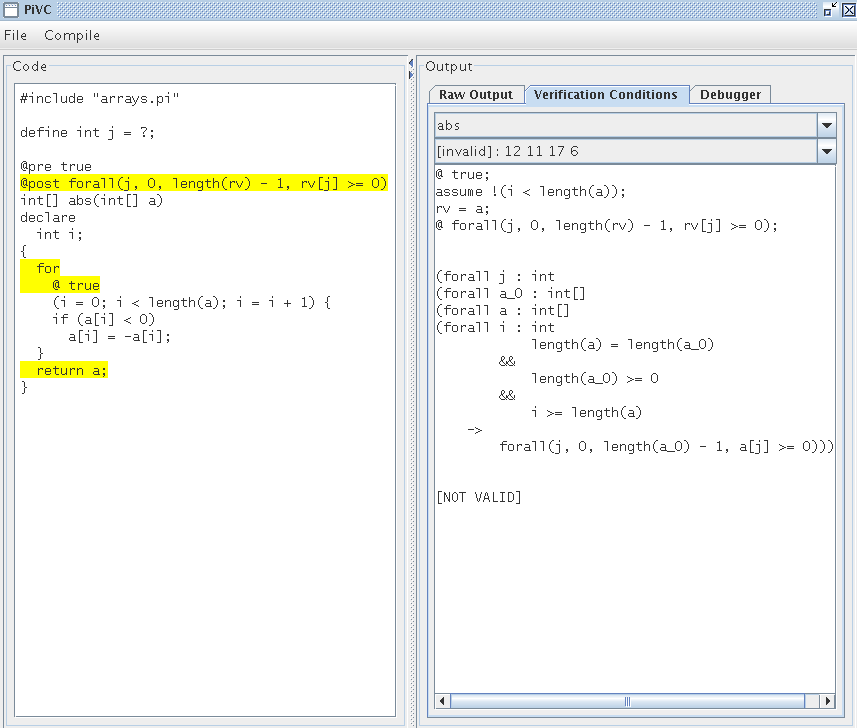 PiVC
File Compile
Code
#include "arrays.pi"
define int j = ?;
@pre true
@post forall(j, 0, length(rv) - 1, rv[j] >= 0)
int[] abs(int[] a)
declare
int i;
{
for
@ true
(i = 0; i < length(a); i = i + 1) {
if (a[i] < 0)
a[i] = -a[i];
}
return a;
}
Output
Raw Output Verification Conditions Debugger
abs
[invalid] : 12 11 17 6
@ true;
assume !(i < length(a));
rv = a;
@ forall(j, 0, length(rv) - 1, rv[j] >= 0);
(forall j : int
(forall a_0 : int[]
(forall a : int[]
(forall i : int
length(a) = length(a_0)
&&
length(a_0) >= 0
&&
i >= length(a)
->
forall(j, 0, length(a_0) - 1, a[j] >= 0)))
[NOT VALID]